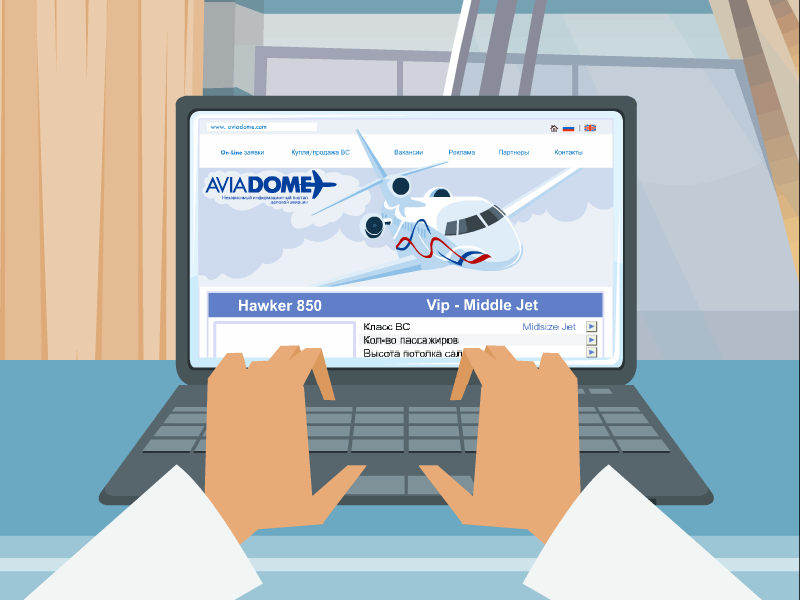 www. aviadome.com
On-Line заявки Купля/продажа ВС Вакансии Реклама Партнеры Контакты
AVIADOME
Независимый информационный портал
деловой авиации
Hawker 850 Vip - Middle Jet
Класс ВС Midsize Jet
Кол-во пассажиров
Высота потолка сал